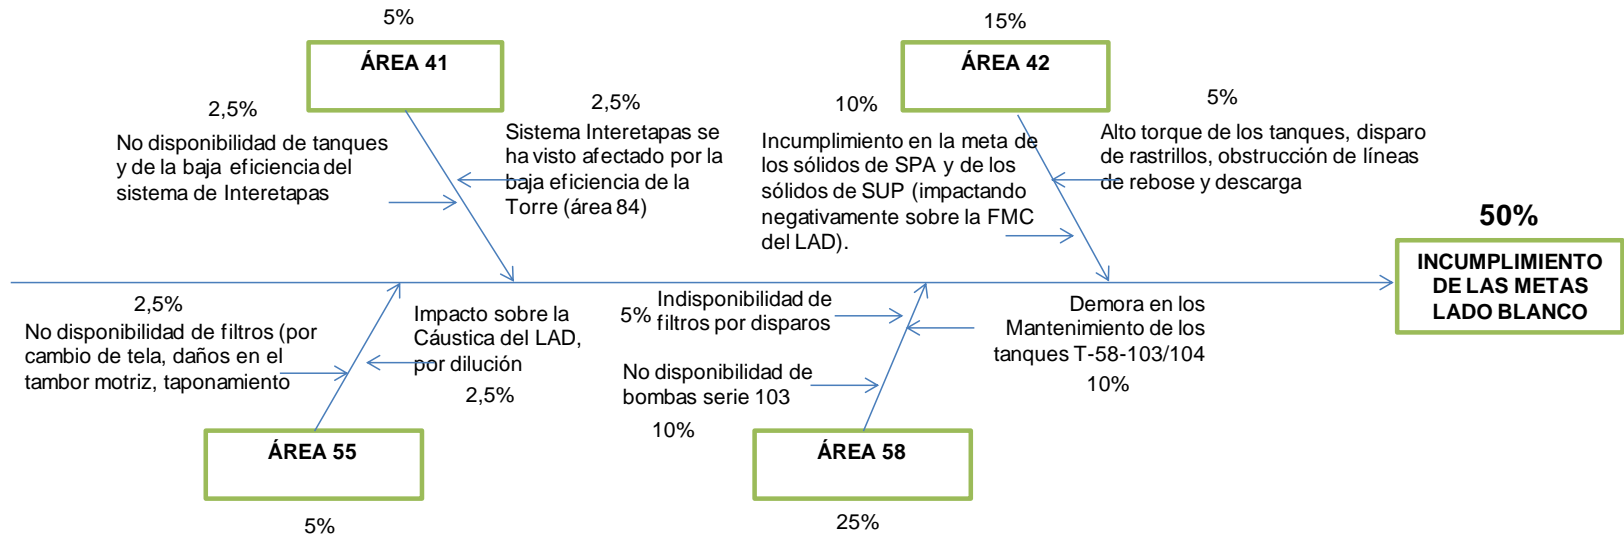 5%
ÁREA 41
2,5%
No disponibilidad de tanques
y de la baja eficiencia del
sistema de Interetapas
2,5%
Sistema Interetapas se
ha visto afectado por la
baja eficiencia de la
Torre (área 84)
15%
ÁREA 42
10%
Incumplimiento en la meta de
los sólidos de SPA y de los
sólidos de SUP (impactando
negativamente sobre la FMC
del LAD).
5%
Alto torque de los tanques, disparo
de rastrillos, obstrucción de líneas
de rebose y descarga
50%
INCUMPLIMIENTO
DE LAS METAS
LADO BLANCO
2,5%
No disponibilidad de filtros (por
cambio de tela, daños en el
tambor motriz, taponamiento
Impacto sobre la
Cáustica del LAD,
por dilución
2,5%
ÁREA 55
5%
Indisponibilidad de
filtros por disparos
5%
No disponibilidad de
bombas serie 103
10%
Demora en los
Mantenimiento de los
tanques T-58-103/104
10%
ÁREA 58
25%